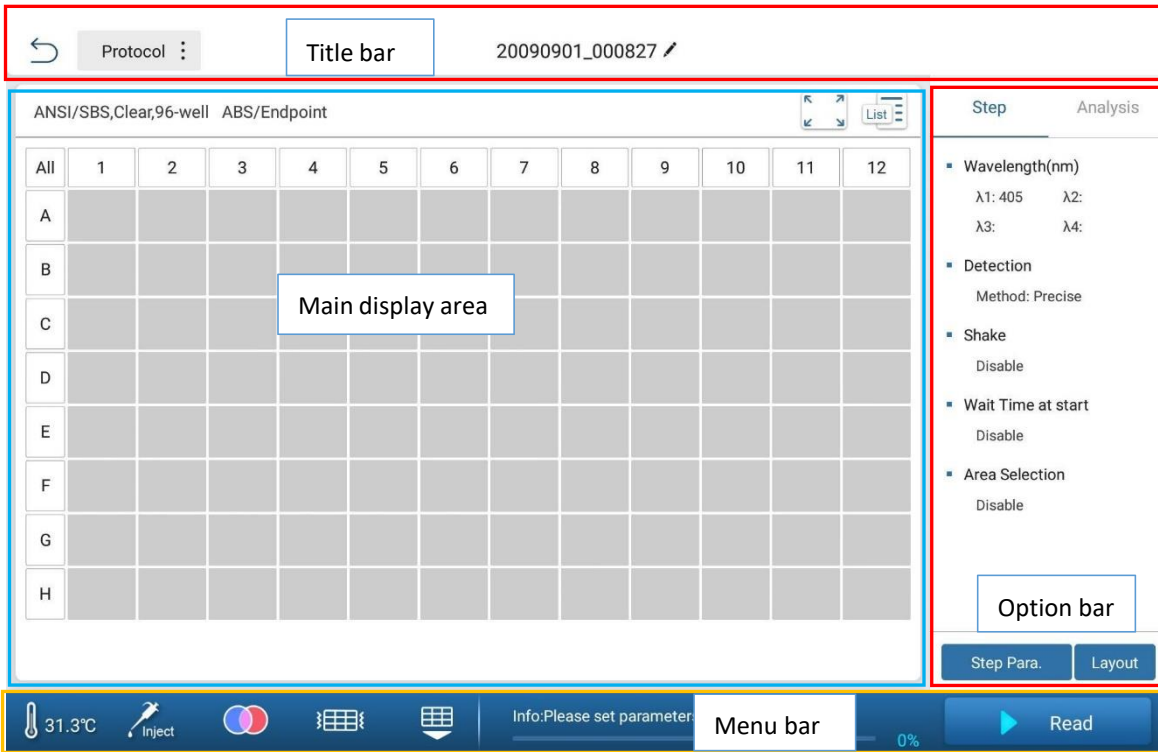 Protocol
Title bar
20090901_000827
ANSI/SBS,Clear,96-well ABS/Endpoint
List
Step Analysis
All 1 2 3 4 5 6 7 8 9 10 11 12
A
B
C
D
E
F
G
H
Main display area
Wavelength(nm)
λ1: 405 λ2:
λ3: λ4:
Detection
Method: Precise
Shake
Disable
Wait Time at start
Disable
Area Selection
Disable
Option bar
Step Para. Layout
31.3℃
Inject
Info:Please set parameter
0%
Menu bar
Read